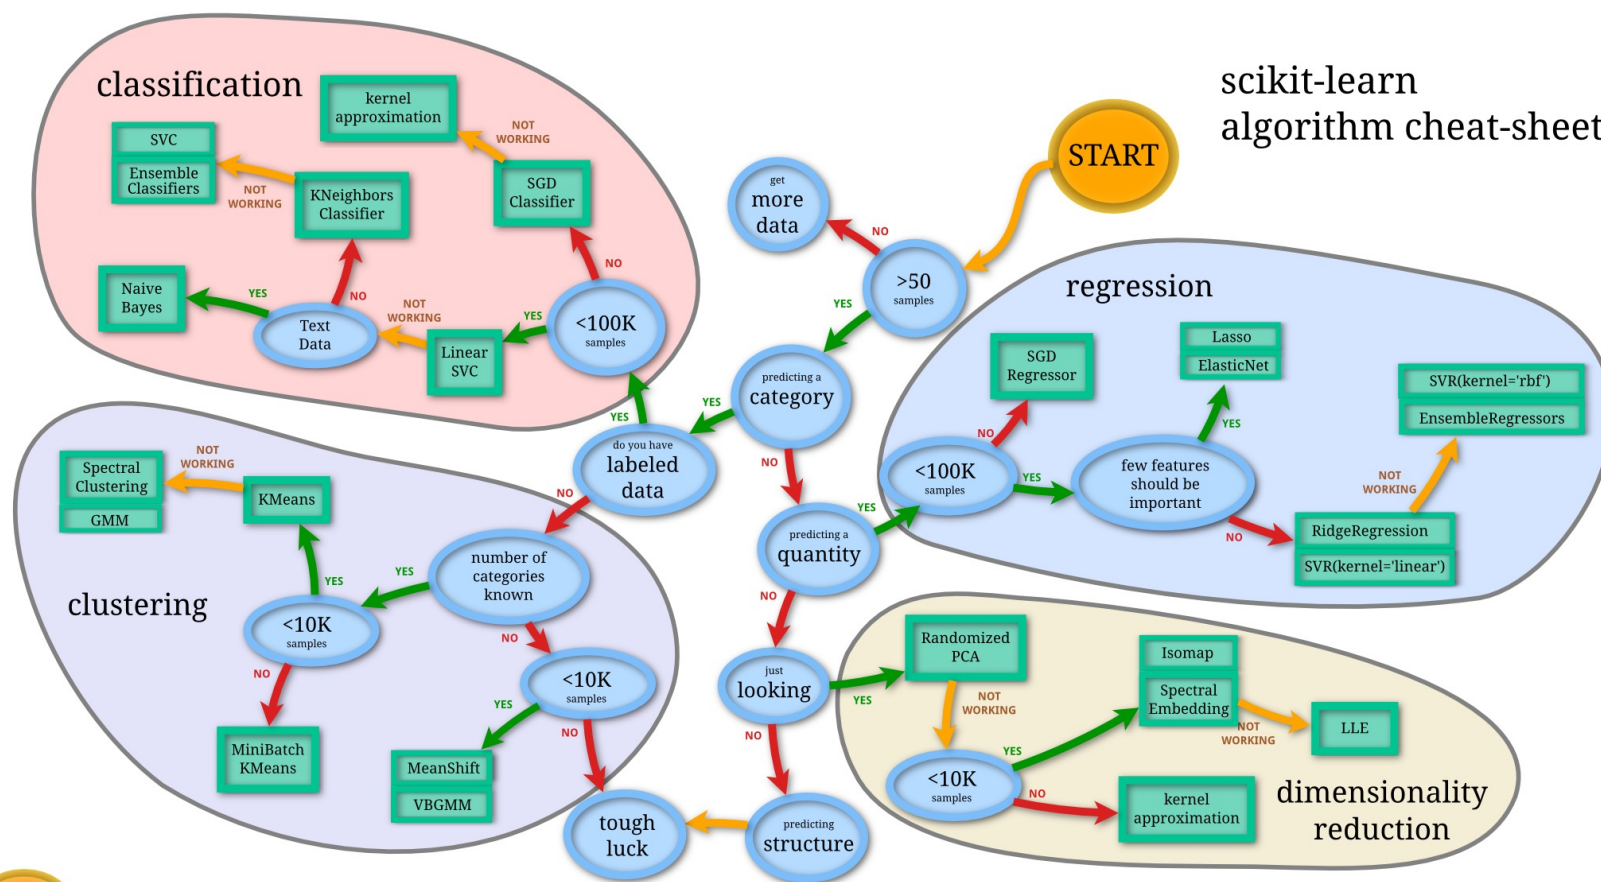 scikit-learn
algorithm cheat-sheet
START
classification
kernel
approximation
NOT
WORKING
SVC
Ensemble
Classifiers
NOT
WORKING
KNeighbors
Classifier
SGD
Classifier
NO
Naive
Bayes
YES
Text
Data
NO
NOT
WORKING
Linear
SVC
YES
<100K
samples
YES
get
more
data
NO
>50
samples
YES
predicting a
category
YES
NO
do you have
labeled
data
NO
predicting a
quantity
YES
NO
just
looking
YES
NO
predicting
structure
tough
luck
regression
SGD
Regressor
Lasso
ElasticNet
SVR(kernel='rbf')
EnsembleRegressors
NO
YES
<100K
samples
YES
few features
should be
important
NOT
WORKING
NO
RidgeRegression
SVR(kernel='linear')
clustering
Spectral
Clustering
GMM
NOT
WORKING
KMeans
number of
categories
known
YES
YES
<10K
samples
NO
NO
<10K
samples
YES
NO
MiniBatch
KMeans
MeanShift
VBGMM
Randomized
PCA
NOT
WORKING
Isomap
Spectral
Embedding
NOT
WORKING
LLE
YES
<10K
samples
NO
kernel
approximation
dimensionality
reduction